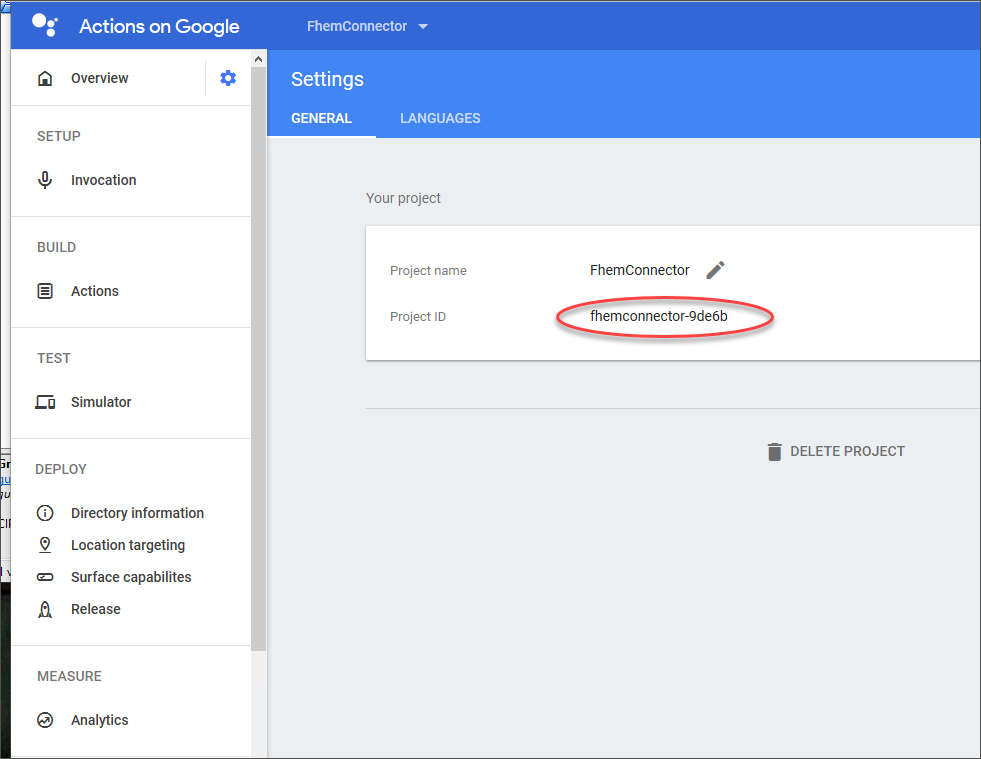 Actions on Google
FhemConnector
Overview
SETUP
Invocation
BUILD
Actions
TEST
Simulator
DEPLOY
Directory information
Location targeting
Surface capabilites
Release
MEASURE
Analytics
Settings
GENERAL LANGUAGES
Your project
Project name FhemConnector
Project ID fhemconnector-9de6b
DELETE PROJECT